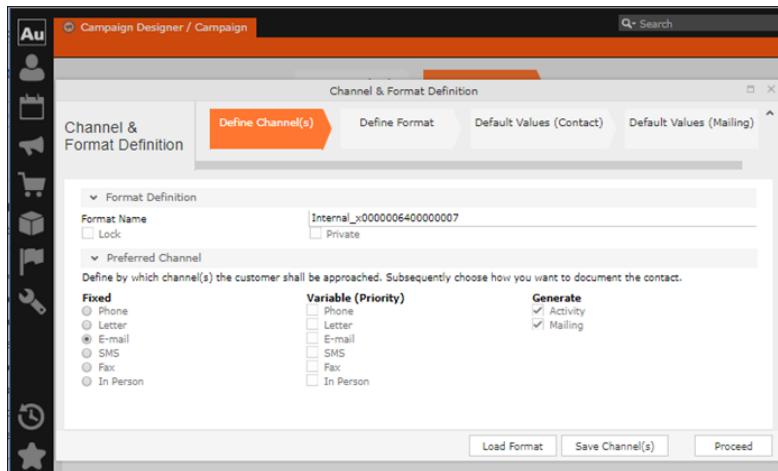 Au
Campaign Designer / Campaign
Search
Channel & Format Definition
Channel &
Format Definition
Define Channel(s)
Define Format
Default Values (Contact)
Default Values (Mailing)
Format Definition
Format Name
Internal_x0000006400000007
Lock
Private
Preferred Channel
Define by which channel(s) the customer shall be approached. Subsequently choose how you want to document the contact.
Fixed
Phone
Letter
E-mail
SMS
Fax
In Person
Variable (Priority)
Phone
Letter
E-mail
SMS
Fax
In Person
Generate
Activity
Mailing
Load Format
Save Channel(s)
Proceed